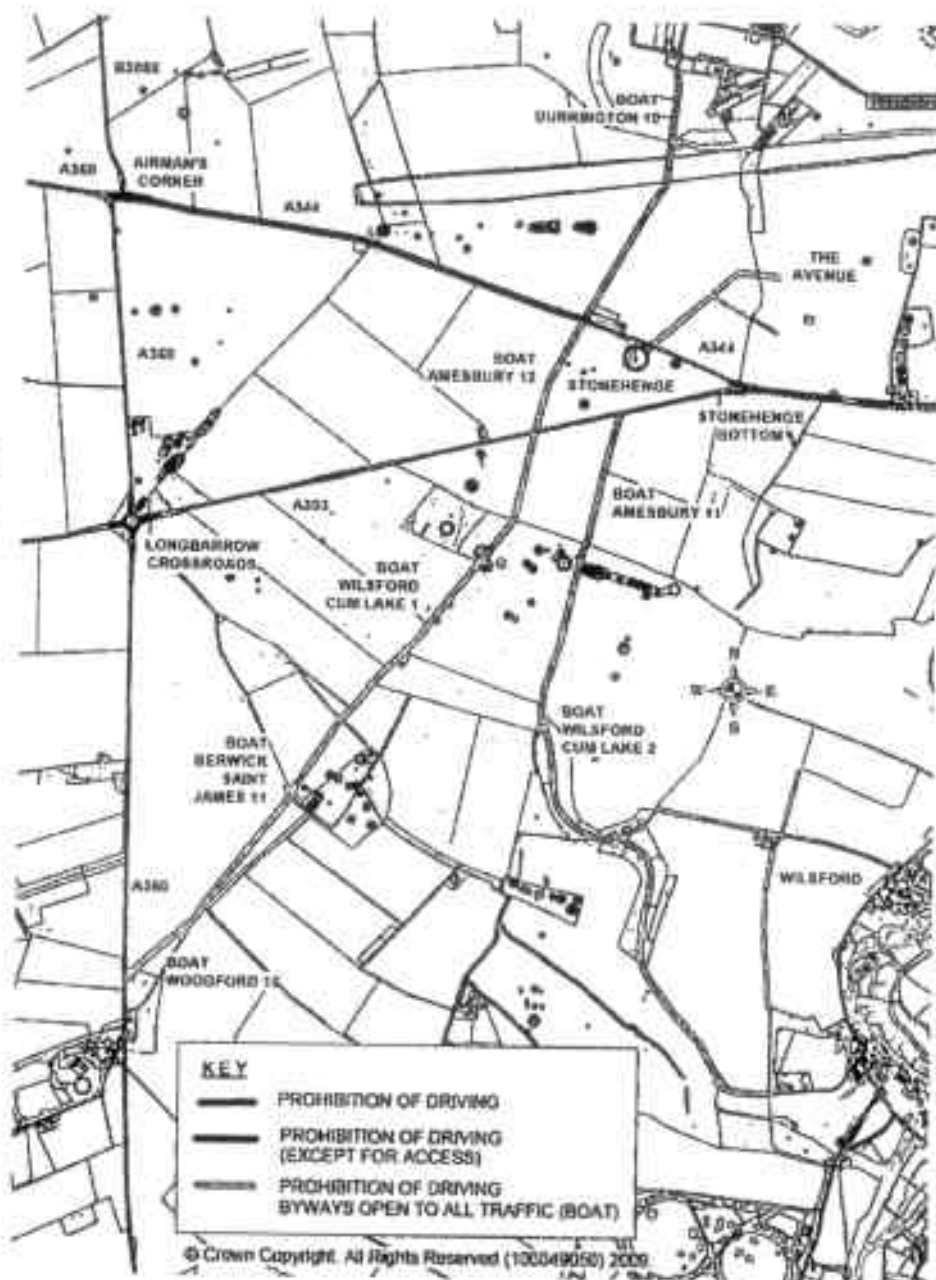 BOAT
DURRINGTON 10
A360
AIRMAN'S
CORNER
A344
THE
AVENUE
A360
BOAT
AMESBURY 12
STONEHENGE
A344
STONEHENGE
BOTTOM
A303
BOAT
AMESBURY 11
LONGBARROW
CROSSROADS
BOAT
WILSFORD
CUM LAKE 1
N
W
E
S
BOAT
WILSFORD
CUM LAKE 2
BOAT
BERWICK
SAINT
JAMES 11
A360
WILSFORD
BOAT
WOODFORD
KEY
PROHIBITION OF DRIVING
PROHIBITION OF DRIVING
(EXCEPT FOR ACCESS)
PROHIBITION OF DRIVING
BYWAYS OPEN TO ALL TRAFFIC (BOAT)
© Crown Copyright. All Rights Reserved (100049050) 2009